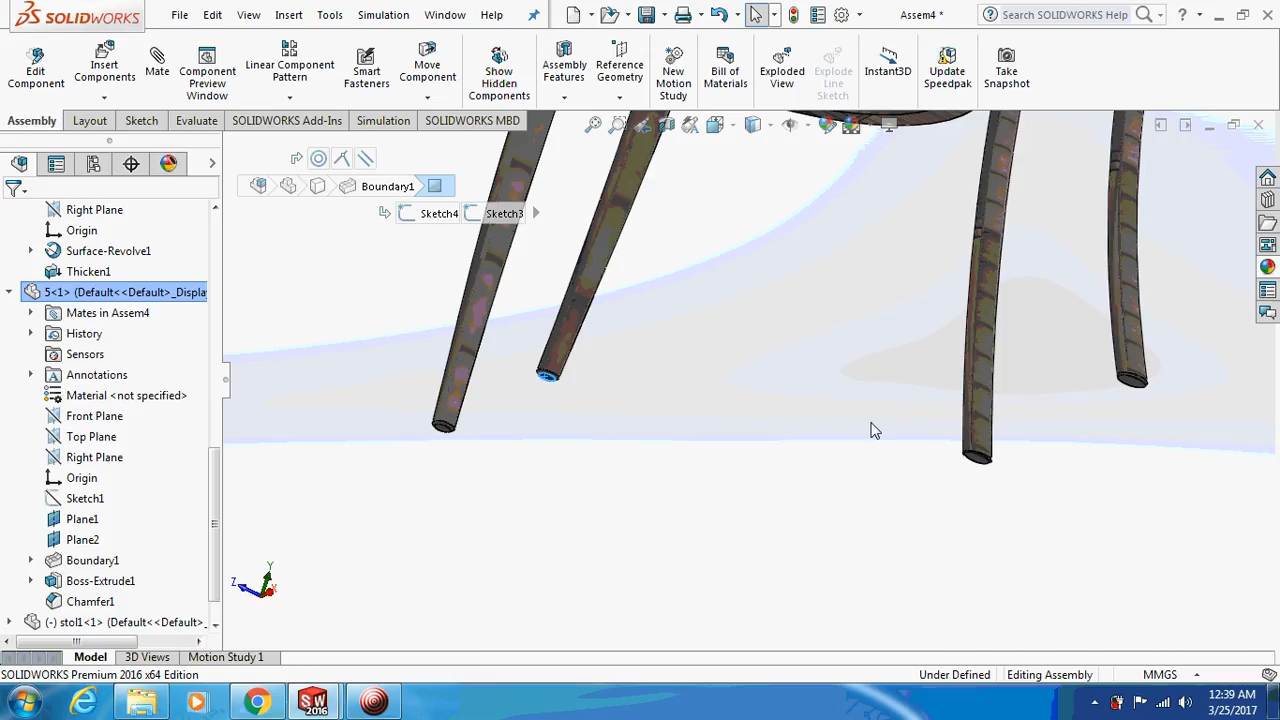 SOLIDWORKS File Edit View Insert Tools Simulation Window Help Assem4 * Search SOLIDWORKS Help ?
Edit Component
Insert Components
Mate
Component Preview Window
Linear Component Pattern
Smart Fasteners
Move Component
Show Hidden Components
Assembly Features
Reference Geometry
New Motion Study
Bill of Materials
Exploded View
Explode Line Sketch
Instant3D
Update Speedpak
Take Snapshot
Assembly Layout Sketch Evaluate SOLIDWORKS Add-Ins Simulation SOLIDWORKS MBD
Boundary1
Sketch4 Sketch3
Right Plane
Origin
Surface-Revolve1
Thicken1
5<1> (Default<<Default>_Displa
Mates in Assem4
History
Sensors
Annotations
Material <not specified>
Front Plane
Top Plane
Right Plane
Origin
Sketch1
Plane1
Plane2
Boundary1
Boss-Extrude1
Chamfer1
(-) stol1<1> (Default<<Default>_
Y
Z
X
Model 3D Views Motion Study 1
SOLIDWORKS Premium 2016 x64 Edition Under Defined Editing Assembly MMGS
SW
2016
12:39 AM
3/25/2017